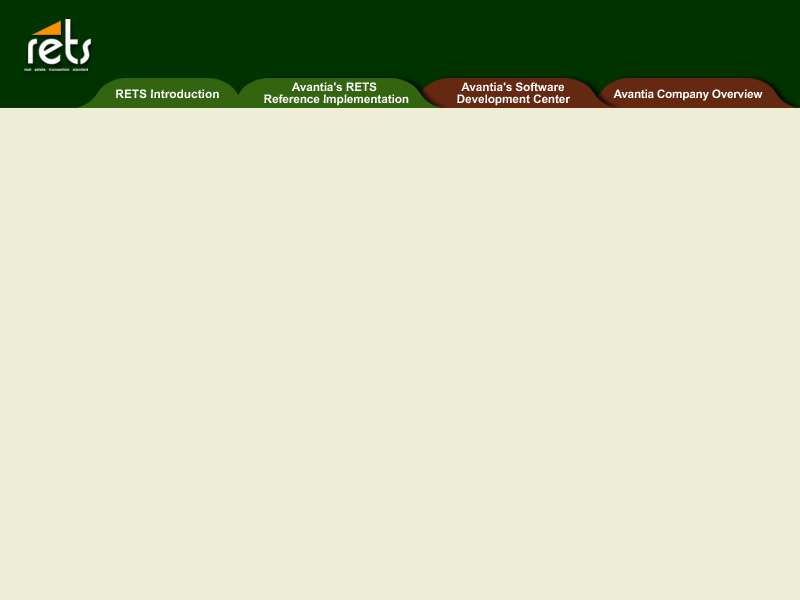 rets
real estate transaction standard
RETS Introduction
Avantia's RETS
Reference Implementation
Avantia's Software
Development Center
Avantia Company Overview